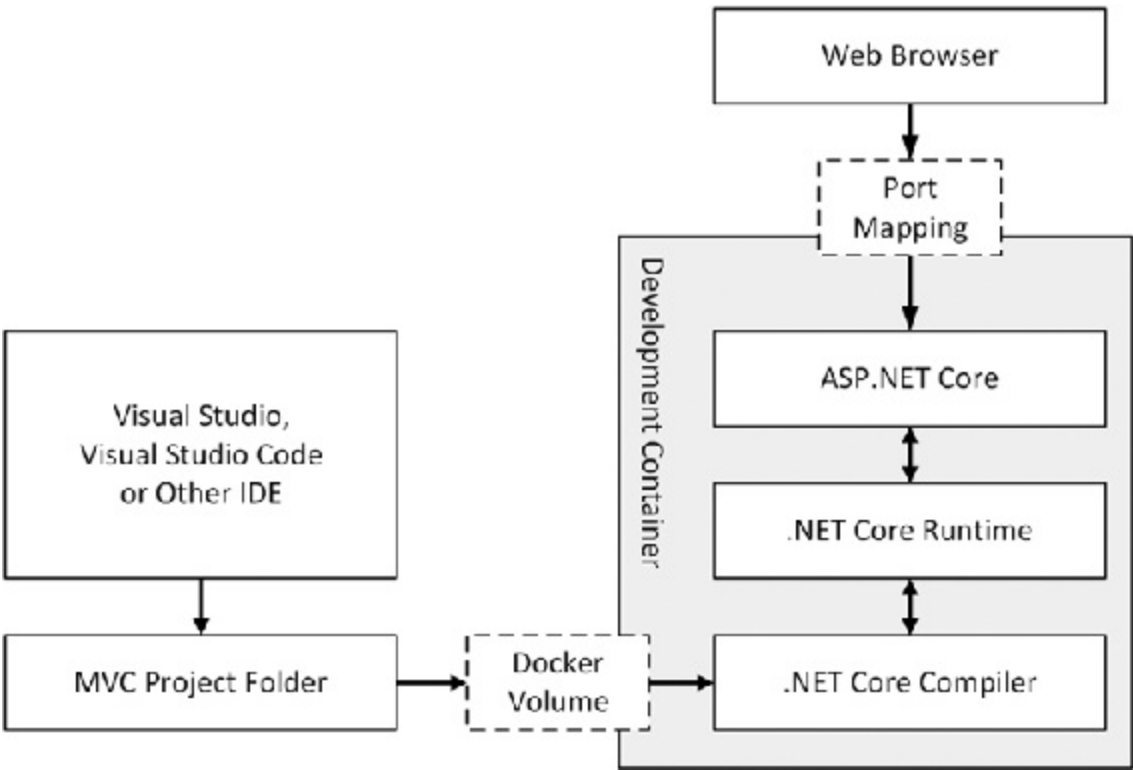 Web Browser
Port
Mapping
Development Container
ASP.NET Core
Visual Studio,
Visual Studio Code
or Other IDE
.NET Core Runtime
MVC Project Folder
Docker
Volume
.NET Core Compiler